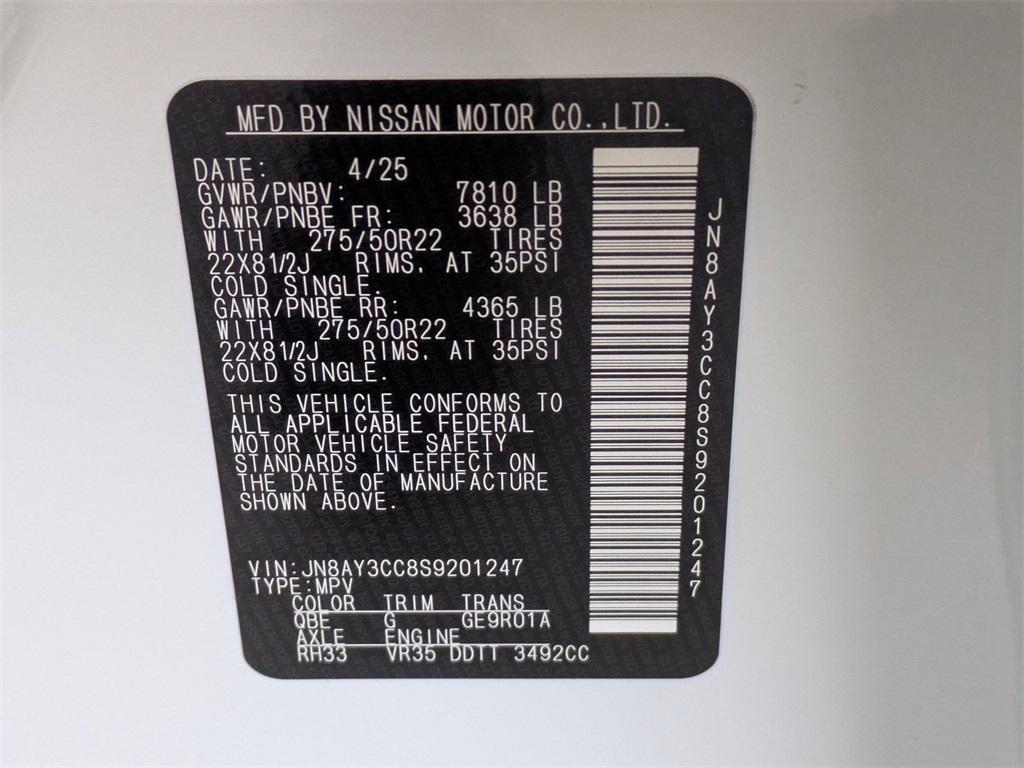 MFD BY NISSAN MOTOR CO.,LTD.
DATE: 4/25
GVWR/PNBV: 7810 LB
GAWR/PNBE FR: 3638 LB
WITH 275/50R22 TIRES
22X81/2J RIMS, AT 35PSI
COLD SINGLE.
GAWR/PNBE RR: 4365 LB
WITH 275/50R22 TIRES
22X81/2J RIMS, AT 35PSI
COLD SINGLE.
THIS VEHICLE CONFORMS TO
ALL APPLICABLE FEDERAL
MOTOR VEHICLE SAFETY
STANDARDS IN EFFECT ON
THE DATE OF MANUFACTURE
SHOWN ABOVE.
VIN:JN8AY3CC8S9201247
TYPE:MPV
COLOR TRIM TRANS
QBE G GE9R01A
AXLE ENGINE
RH33 VR35 DDTT 3492CC
JN8AY3CC8S9201247